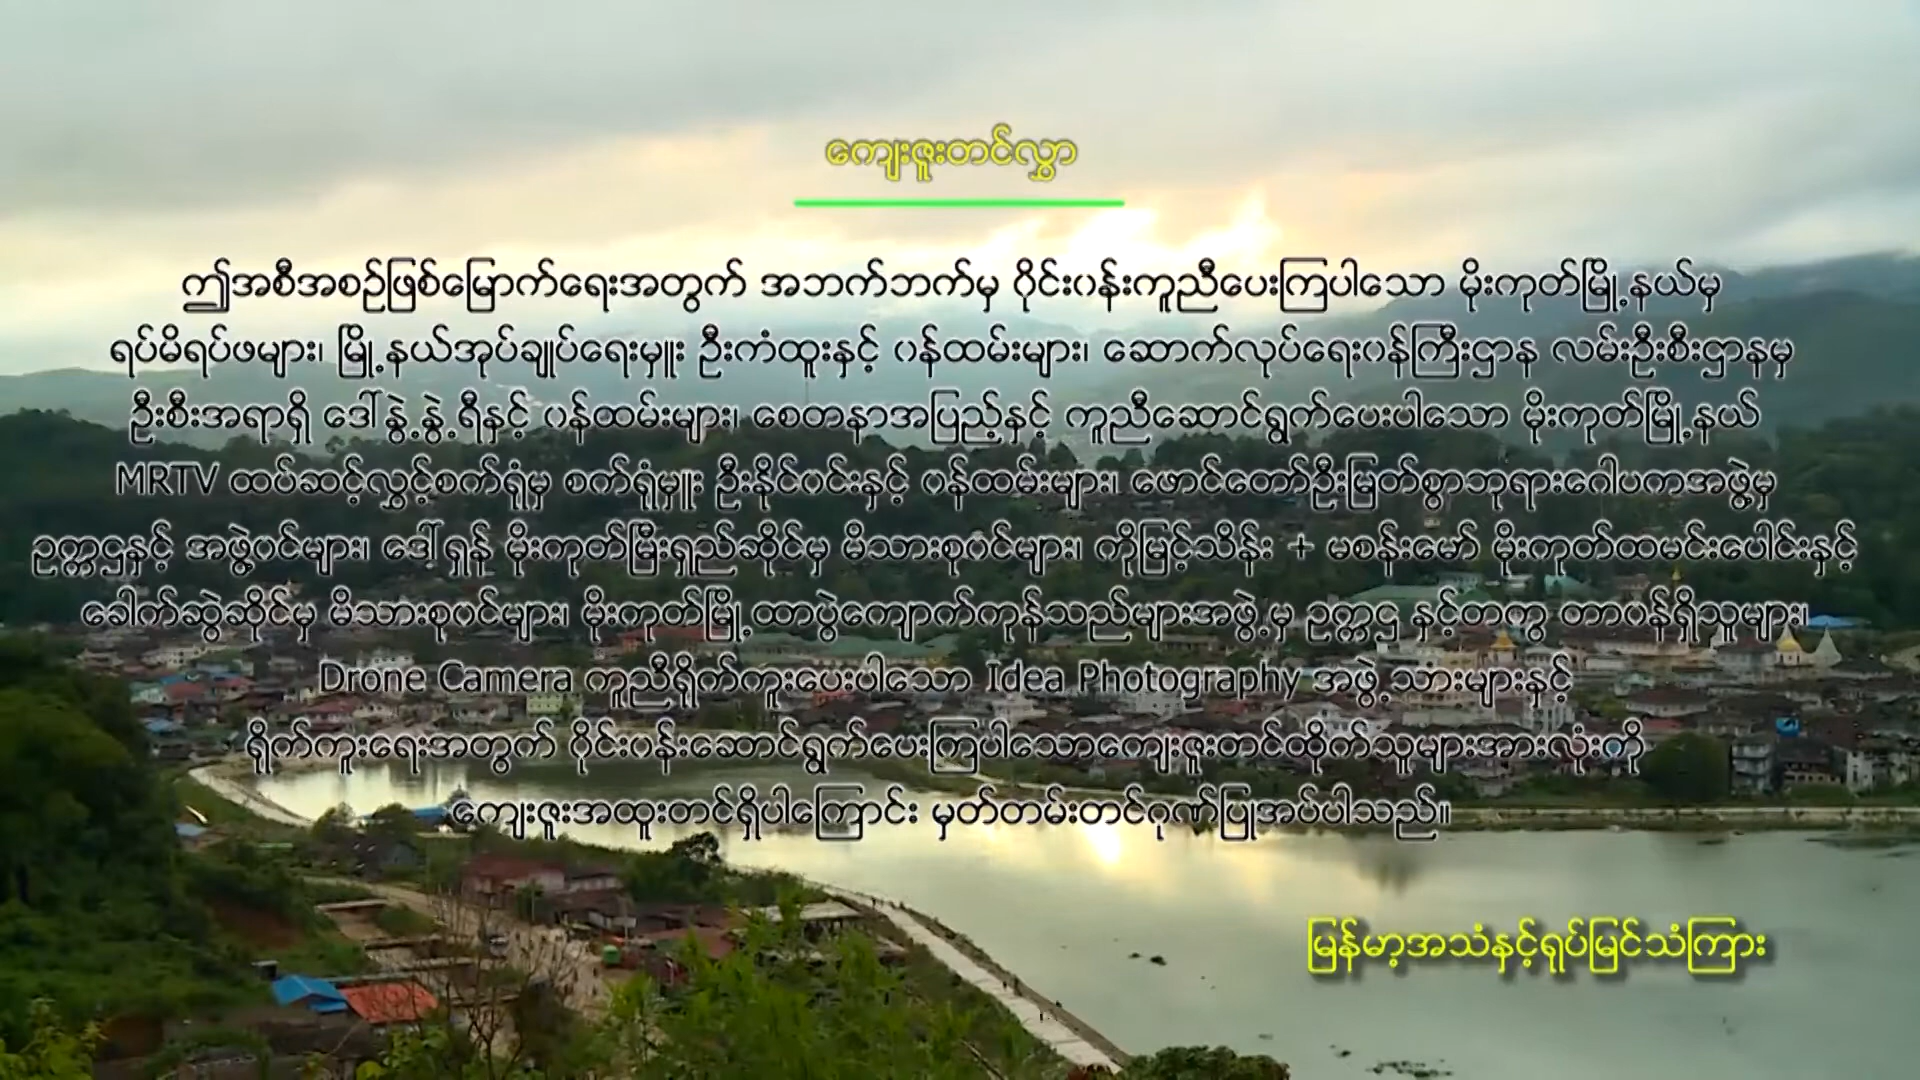 ကျေးဇူးတင်လွှာ
ဤအစီအစဉ်ဖြစ်မြောက်ရေးအတွက် အဘက်ဘက်မှ ဝိုင်းဝန်းကူညီပေးကြပါသော မိုးကုတ်မြို့နယ်မှ
ရပ်မိရပ်ဖများ၊ မြို့နယ်အုပ်ချုပ်ရေးမှူး ဦးကံထူးနှင့် ဝန်ထမ်းများ၊ ဆောက်လုပ်ရေးဝန်ကြီးဌာန လမ်းဦးစီးဌာနမှ
ဦးစီးအရာရှိ ဒေါ်နွဲ့နွဲ့ရီနှင့် ဝန်ထမ်းများ၊ စေတနာအပြည့်နှင့် ကူညီဆောင်ရွက်ပေးပါသော မိုးကုတ်မြို့နယ်
MRTV ထပ်ဆင့်လွှင့်စက်ရုံမှ စက်ရုံမှူး ဦးနိုင်ဝင်းနှင့် ဝန်ထမ်းများ၊ ဖောင်တော်ဦးမြတ်စွာဘုရားဂေါပကအဖွဲ့မှ
ဥက္ကဌနှင့် အဖွဲ့ဝင်များ၊ ဒေါ်ရှန် မိုးကုတ်မြီးရှည်ဆိုင်မှ မိသားစုဝင်များ၊ ကိုမြင့်သိန်း + မစန်းမော် မိုးကုတ်ထမင်းပေါင်းနှင့်
ခေါက်ဆွဲဆိုင်မှ မိသားစုဝင်များ၊ မိုးကုတ်မြို့ထာပွဲကျောက်ကုန်သည်များအဖွဲ့မှ ဥက္ကဌ နှင့်တကွ တာဝန်ရှိသူများ၊
Drone Camera ကူညီရိုက်ကူးပေးပါသော Idea Photography အဖွဲ့သားများနှင့်
ရိုက်ကူးရေးအတွက် ဝိုင်းဝန်းဆောင်ရွက်ပေးကြပါသောကျေးဇူးတင်ထိုက်သူများအားလုံးကို
ကျေးဇူးအထူးတင်ရှိပါကြောင်း မှတ်တမ်းတင်ဂုဏ်ပြုအပ်ပါသည်။
မြန်မာ့အသံနှင့်ရုပ်မြင်သံကြား